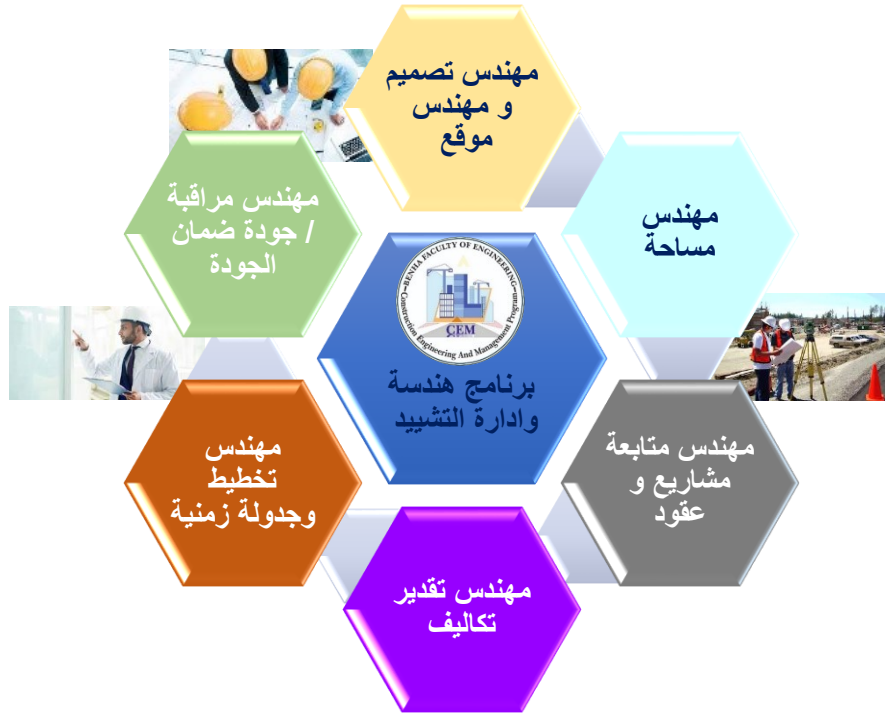 مهندس تصميم
و مهندس
موقع
مهندس
مساحة
مهندس متابعة
مشاريع و
عقود
مهندس تقدير
تكاليف
مهندس
تخطيط
وجدولة زمنية
مهندس مراقبة
/ جودة ضمان
الجودة
BENHA FACULTY OF ENGINEERING
CEM
Construction Engineering And Management Program
برنامج هندسة
وادارة التشييد